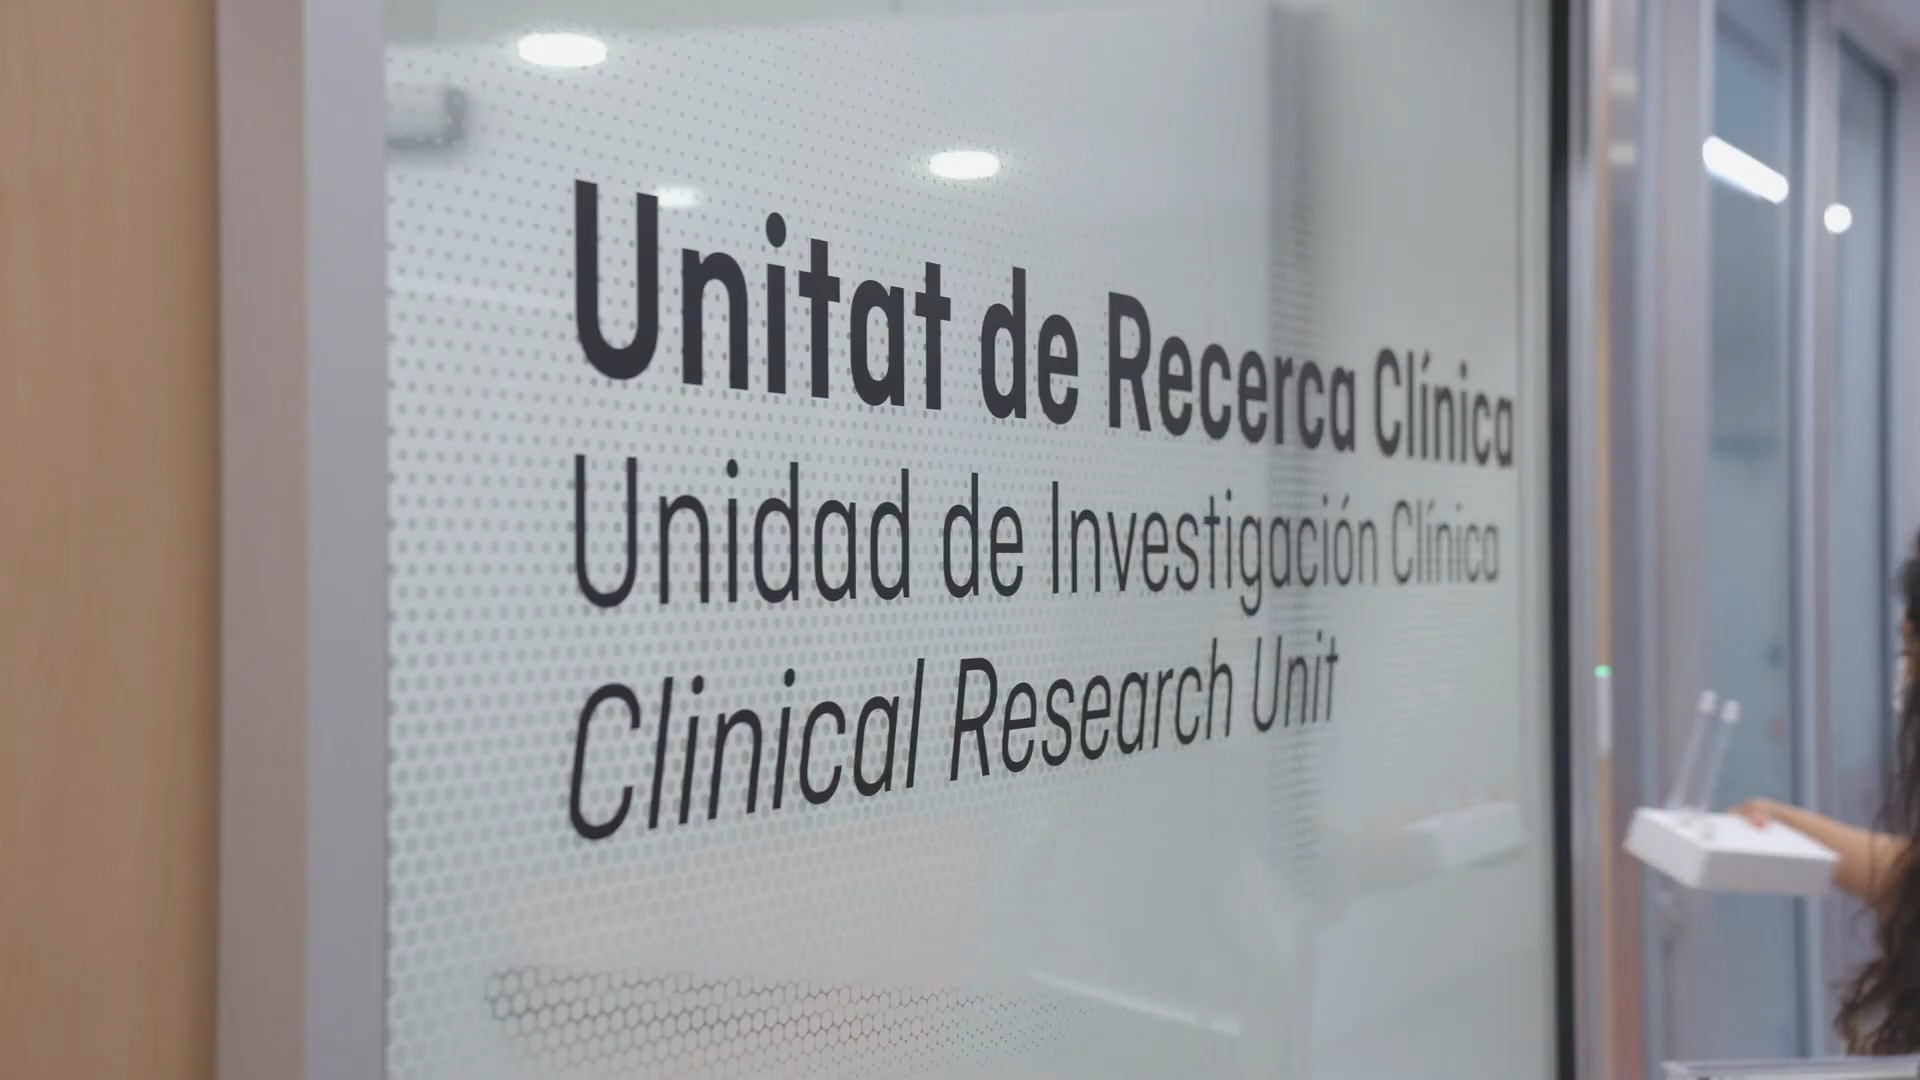 Unitat de Recerca Clínica
Unidad de Investigación Clínica
Clinical Research Unit